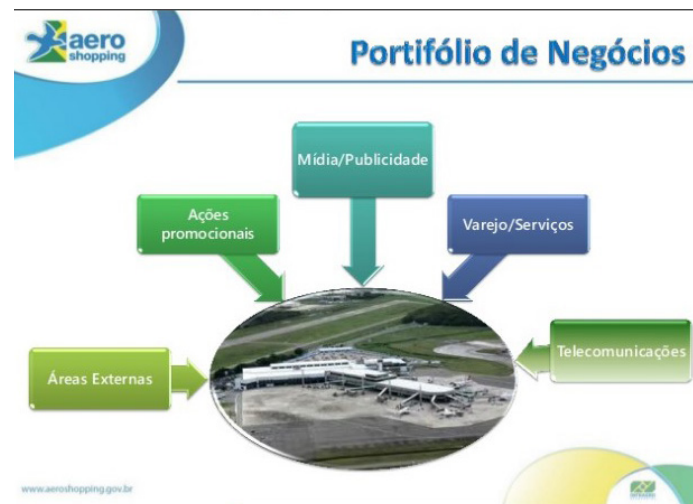 aero
shopping
Portifólio de Negócios
Mídia/Publicidade
Ações
promocionais
Varejo/Serviços
Áreas Externas
Telecomunicações
www.aeroshopping.gov.br